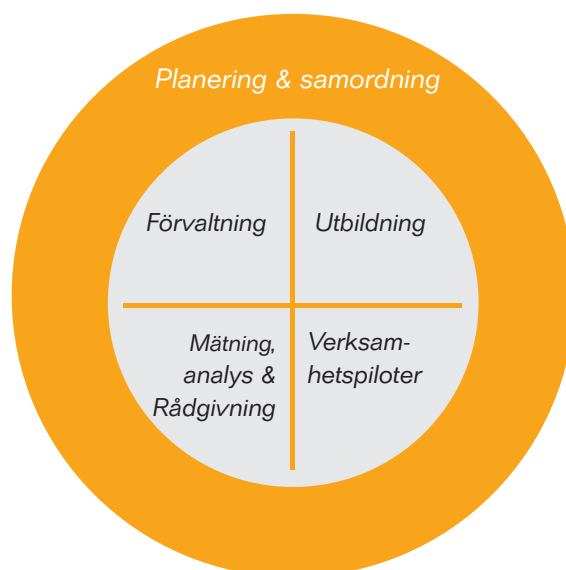 Planering & samordning
Förvaltning
Utbildning
Mätning,
analys &
Rådgivning
Verksam-
hetspiloter